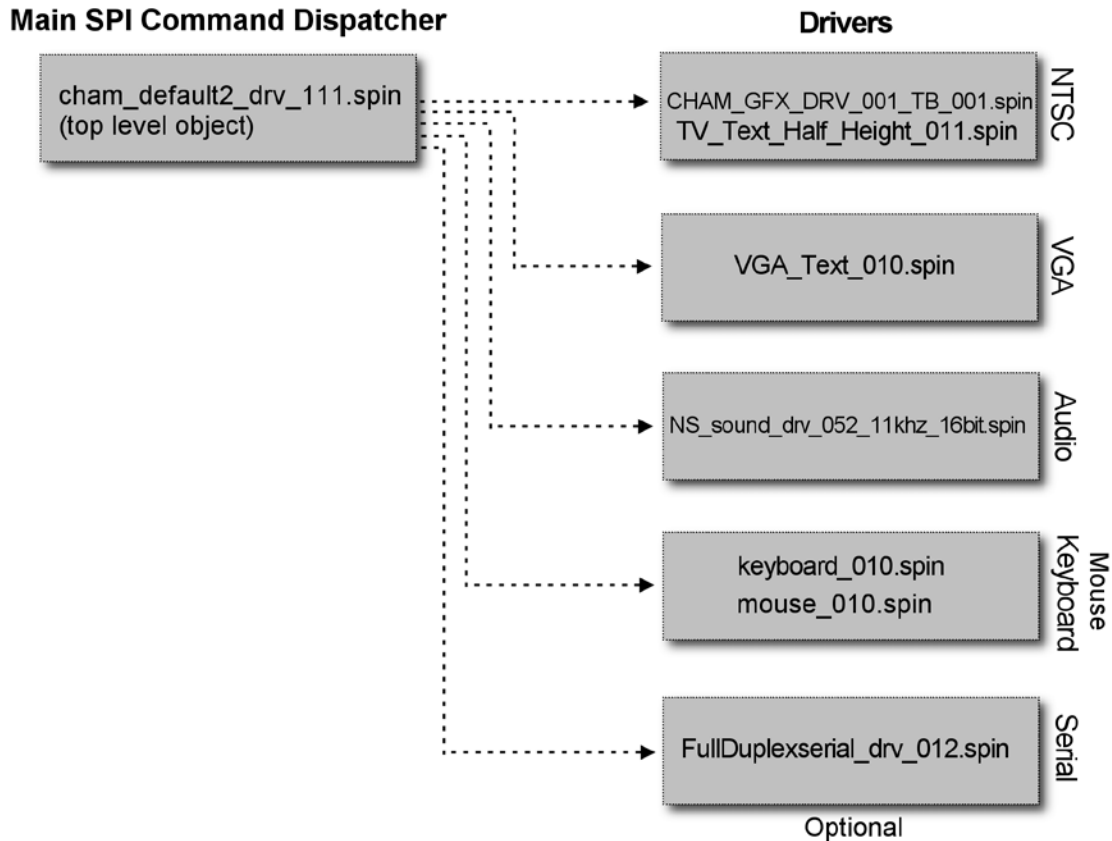 Main SPI Command Dispatcher
Drivers
cham_default2_drv_111.spin
(top level object)
CHAM_GFX_DRV_001_TB_001.spin
TV_Text_Half_Height_011.spin
NTSC
VGA_Text_010.spin
VGA
NS_sound_drv_052_11khz_16bit.spin
Audio
keyboard_010.spin
mouse_010.spin
Mouse
Keyboard
FullDuplexserial_drv_012.spin
Serial
Optional